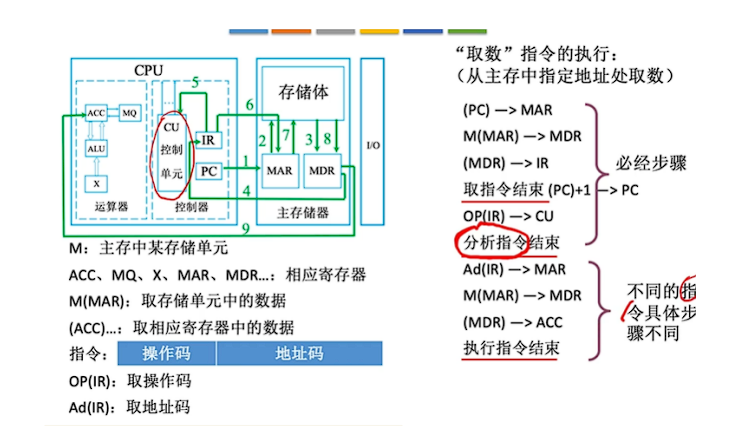 CPU
ACC
MQ
ALU
X
运算器
CU
控制
单元
IR
PC
控制器
5
6
1
4
9
存储体
2
7
3
8
MAR
MDR
主存储器
I/O
M：主存中某存储单元
ACC、MQ、X、MAR、MDR...：相应寄存器
M(MAR)：取存储单元中的数据
(ACC)...：取相应寄存器中的数据
指令：
操作码
地址码
OP(IR)：取操作码
Ad(IR)：取地址码
“取数”指令的执行：
（从主存中指定地址处取数）
(PC) —> MAR
M(MAR) —> MDR
(MDR) —> IR
取指令结束 (PC)+1 —> PC
OP(IR) —> CU
分析指令结束
必经步骤
Ad(IR) —> MAR
M(MAR) —> MDR
(MDR) —> ACC
执行指令结束
不同的指
令具体步
骤不同